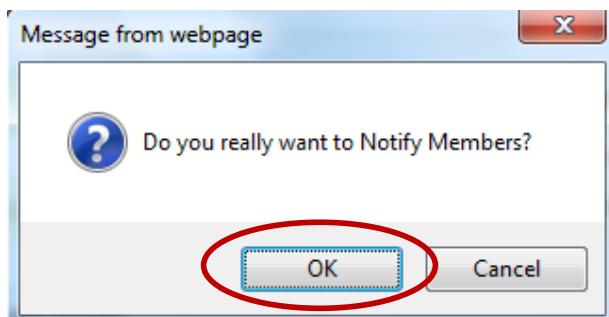 Message from webpage
Do you really want to Notify Members?
OK
Cancel